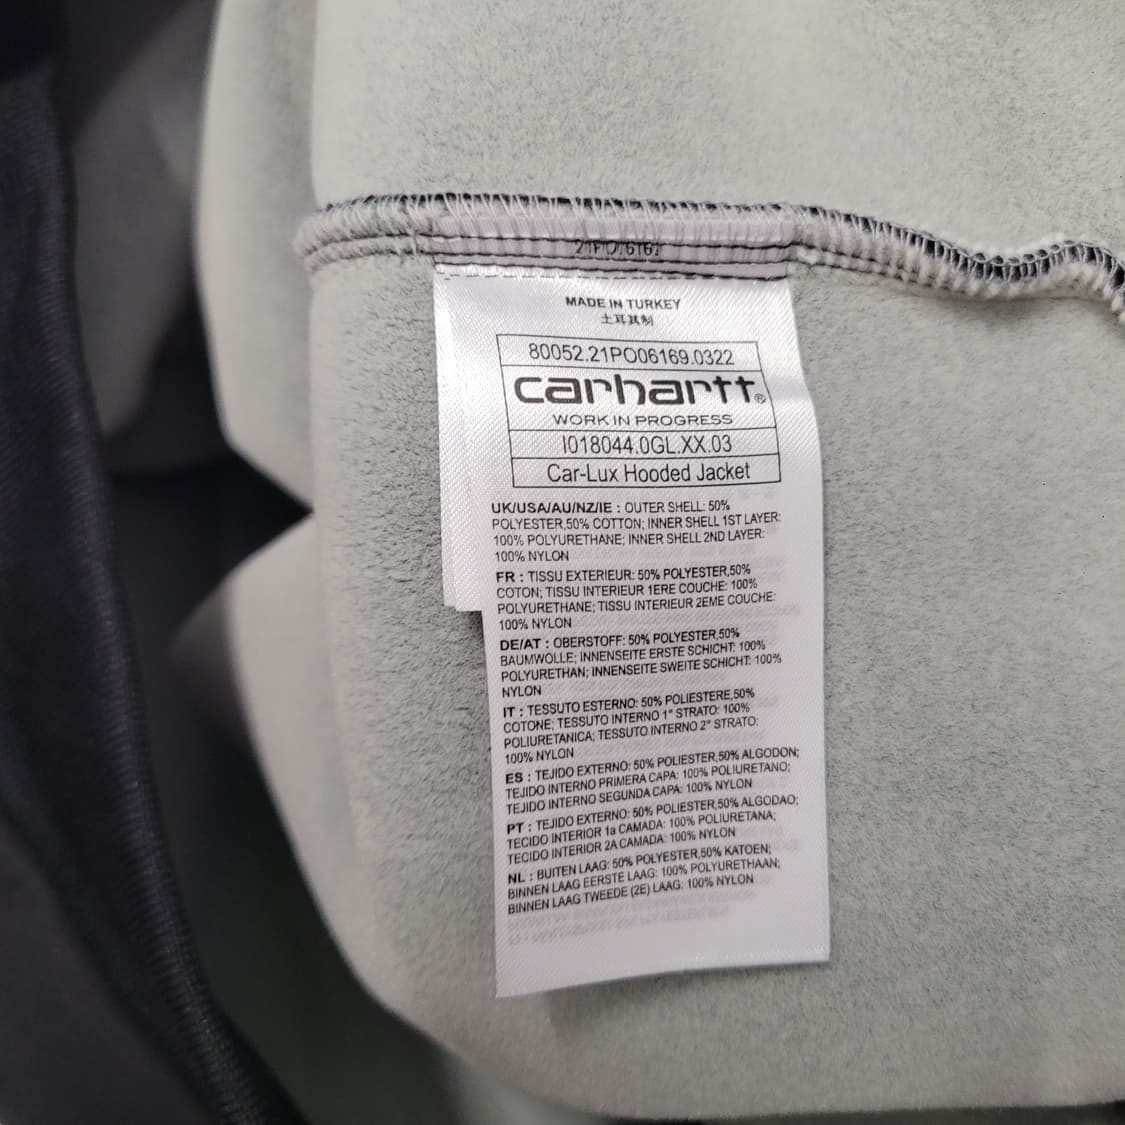 MADE IN TURKEY
土耳其制
80052.21PO06169.0322
carhartt®
WORK IN PROGRESS
I018044.0GL.XX.03
Car-Lux Hooded Jacket
UK/USA/AU/NZ/IE : OUTER SHELL: 50%
POLYESTER,50% COTTON; INNER SHELL 1ST LAYER:
100% POLYURETHANE; INNER SHELL 2ND LAYER:
100% NYLON
FR : TISSU EXTERIEUR: 50% POLYESTER,50%
COTON; TISSU INTERIEUR 1ERE COUCHE: 100%
POLYURETHANE; TISSU INTERIEUR 2EME COUCHE:
100% NYLON
DE/AT : OBERSTOFF: 50% POLYESTER,50%
BAUMWOLLE; INNENSEITE ERSTE SCHICHT: 100%
POLYURETHAN; INNENSEITE SWEITE SCHICHT: 100%
NYLON
IT : TESSUTO ESTERNO: 50% POLIESTERE,50%
COTONE; TESSUTO INTERNO 1° STRATO: 100%
POLIURETANICA; TESSUTO INTERNO 2° STRATO:
100% NYLON
ES : TEJIDO EXTERNO: 50% POLIESTER,50% ALGODON;
TEJIDO INTERNO PRIMERA CAPA: 100% POLIURETANO;
TEJIDO INTERNO SEGUNDA CAPA: 100% NYLON
PT : TEJIDO EXTERNO: 50% POLIESTER,50% ALGODAO;
TECIDO INTERIOR 1a CAMADA: 100% POLIURETANA;
TECIDO INTERIOR 2A CAMADA: 100% NYLON
NL : BUITEN LAAG: 50% POLYESTER,50% KATOEN;
BINNEN LAAG EERSTE LAAG: 100% POLYURETHAAN;
BINNEN LAAG TWEEDE (2E) LAAG: 100% NYLON